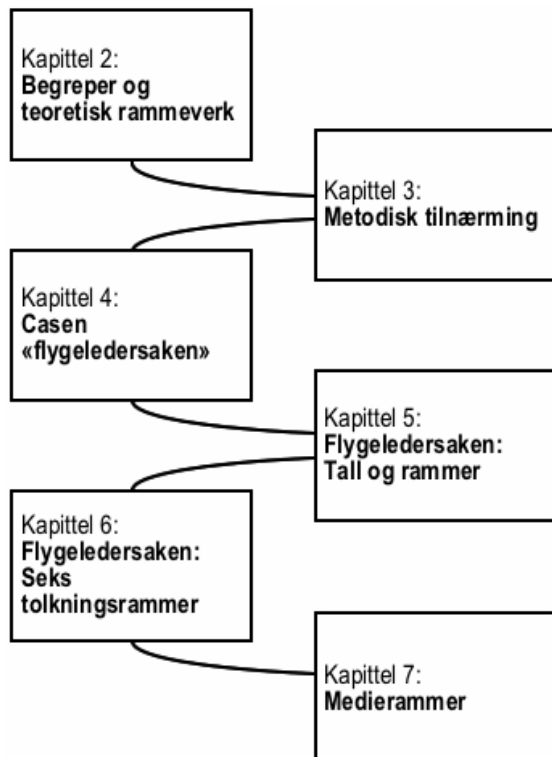 Kapittel 2:
Begreper og
teoretisk rammeverk
Kapittel 3:
Metodisk tilnærming
Kapittel 4:
Casen
«flygeledersaken»
Kapittel 5:
Flygeledersaken:
Tall og rammer
Kapittel 6:
Flygeledersaken:
Seks
tolkningsrammer
Kapittel 7:
Medierammer